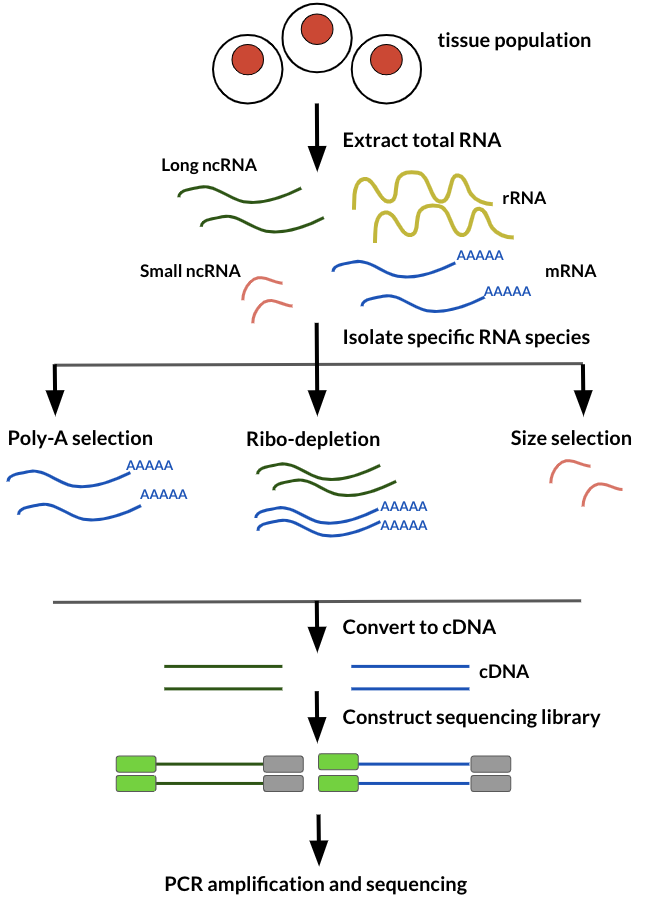 tissue population
Extract total RNA
Long ncRNA
rRNA
AAAAA
Small ncRNA
mRNA
AAAAA
Isolate specific RNA species
Poly-A selection
Ribo-depletion
Size selection
AAAAA
AAAAA
AAAAA
AAAAA
Convert to cDNA
cDNA
Construct sequencing library
PCR amplification and sequencing